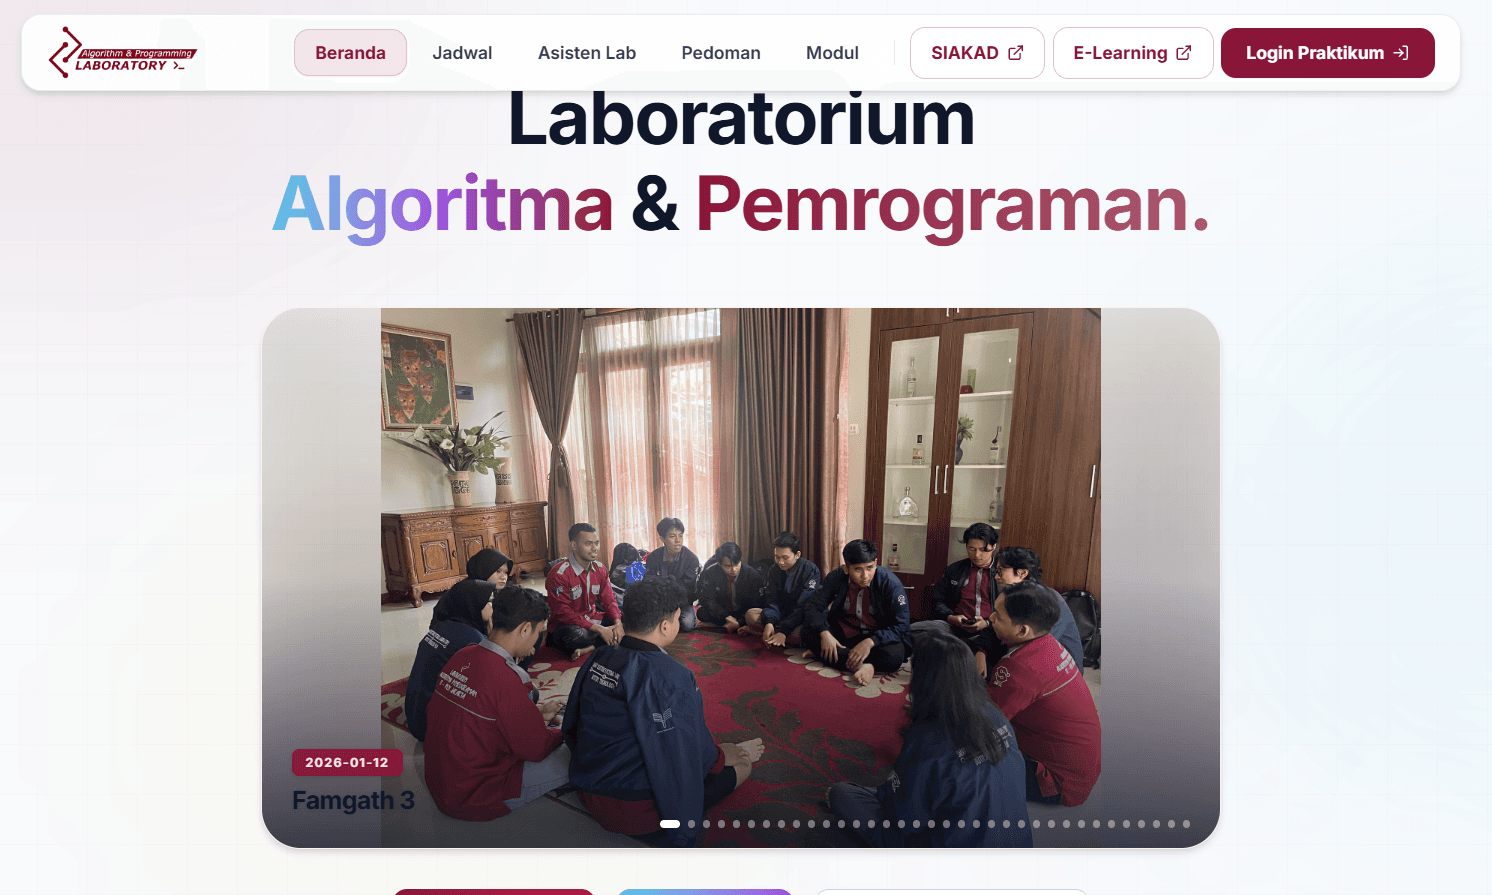 Algorithm & Programming
LABORATORY >_
Beranda
Jadwal
Asisten Lab
Pedoman
Modul
SIAKAD
E-Learning
Login Praktikum
Laboratorium
Algoritma & Pemrograman.
2026-01-12
Famgath 3